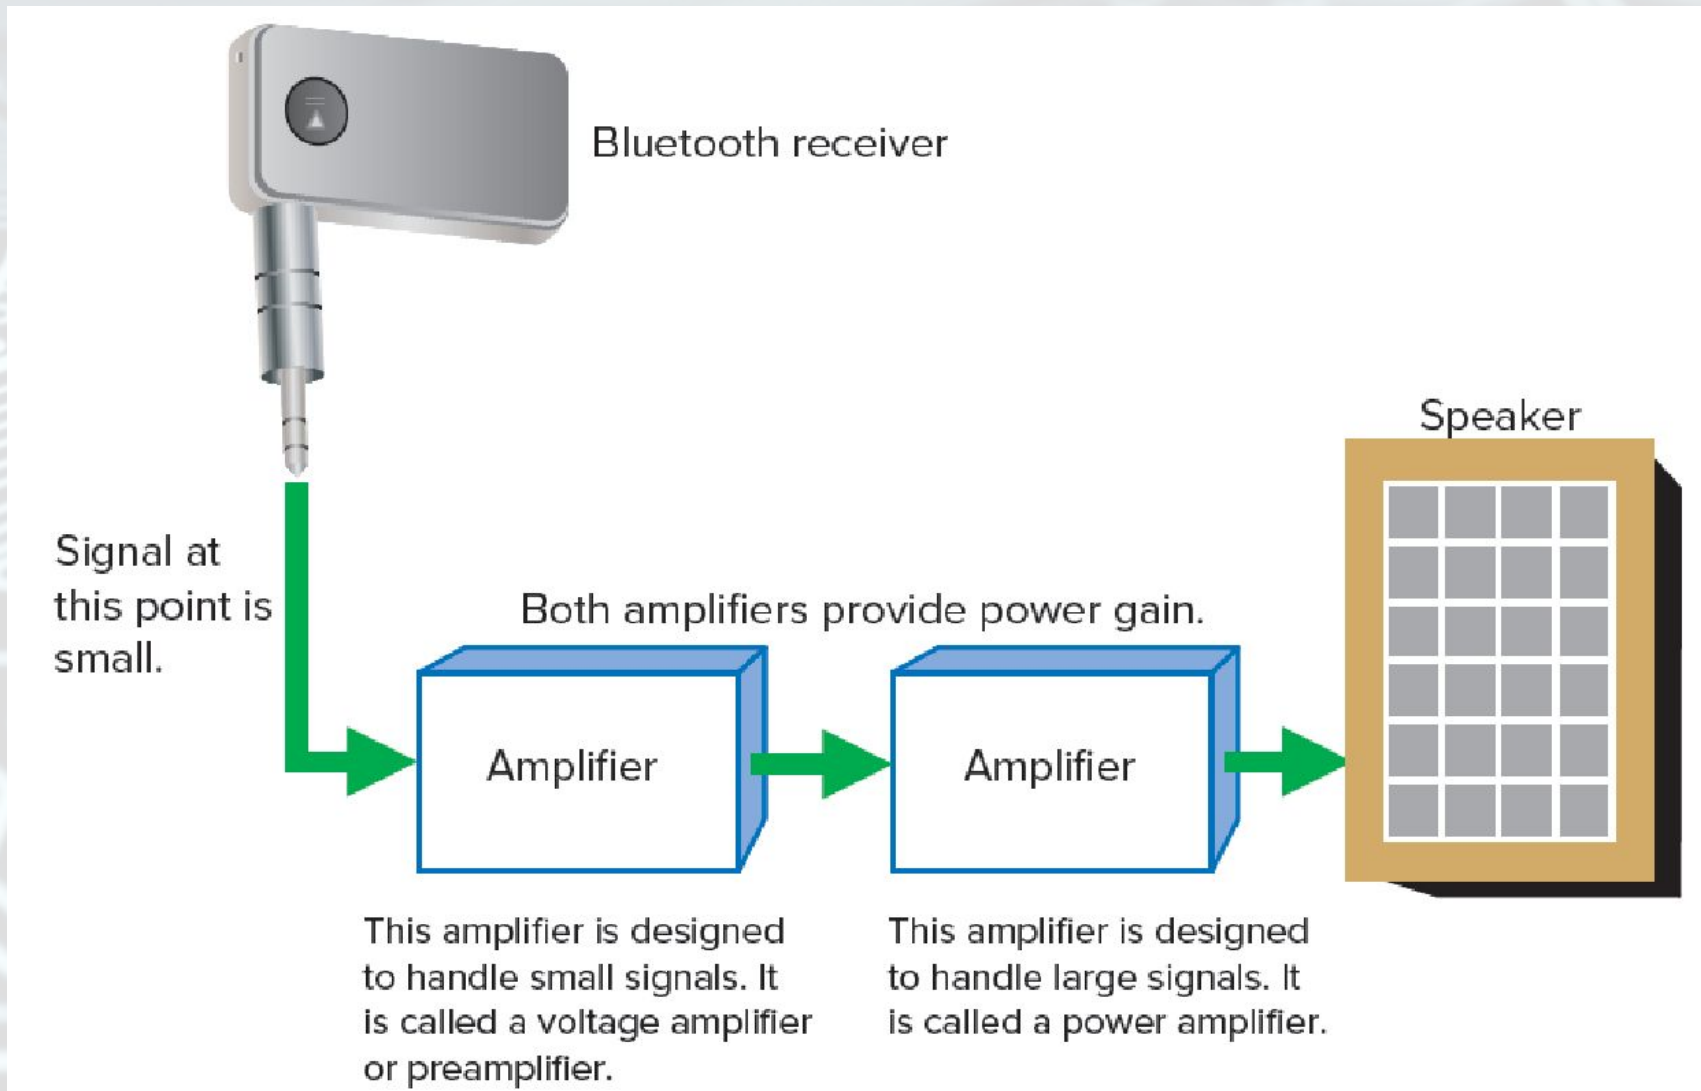 Bluetooth receiver
Speaker
Signal at
this point is
small.
Both amplifiers provide power gain.
Amplifier
Amplifier
This amplifier is designed
to handle small signals. It
is called a voltage amplifier
or preamplifier.
This amplifier is designed
to handle large signals. It
is called a power amplifier.